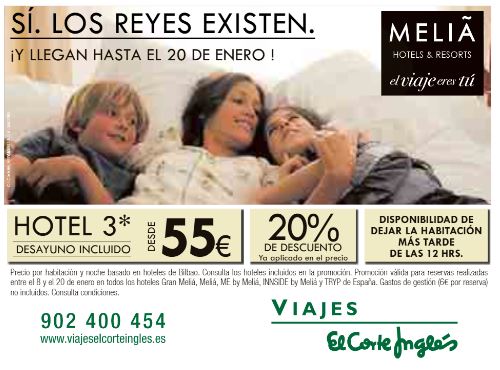 SÍ. LOS REYES EXISTEN.
¡Y LLEGAN HASTA EL 20 DE ENERO !
MELIÃ
HOTELS & RESORTS
el viaje eres tú
HOTEL 3*
DESAYUNO INCLUIDO
DESDE
55€
20%
DE DESCUENTO
Ya aplicado en el precio
DISPONIBILIDAD DE
DEJAR LA HABITACIÓN
MÁS TARDE
DE LAS 12 HRS.
Precio por habitación y noche basado en hoteles de Bilbao. Consulta los hoteles incluidos en la promoción. Promoción válida para reservas realizadas
entre el 8 y el 20 de enero en todos los hoteles Gran Meliá, Meliá, ME by Meliá, INNSIDE by Meliá y TRYP de España. Gastos de gestión (6€ por reserva)
no incluidos. Consulta condiciones.
902 400 454
www.viajeselcorteingles.es
VIAJES
El Corte Inglés